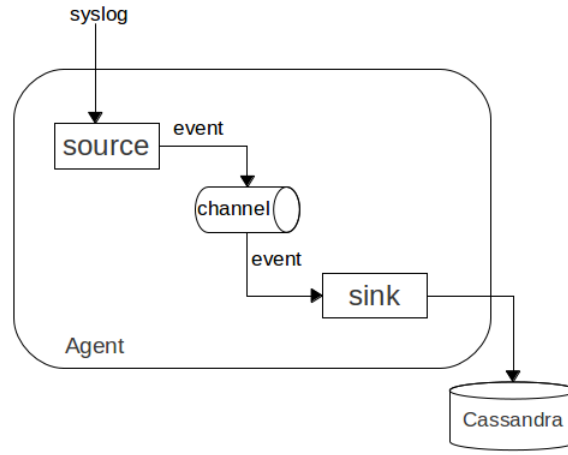 syslog
event
source
channel
event
sink
Agent
Cassandra